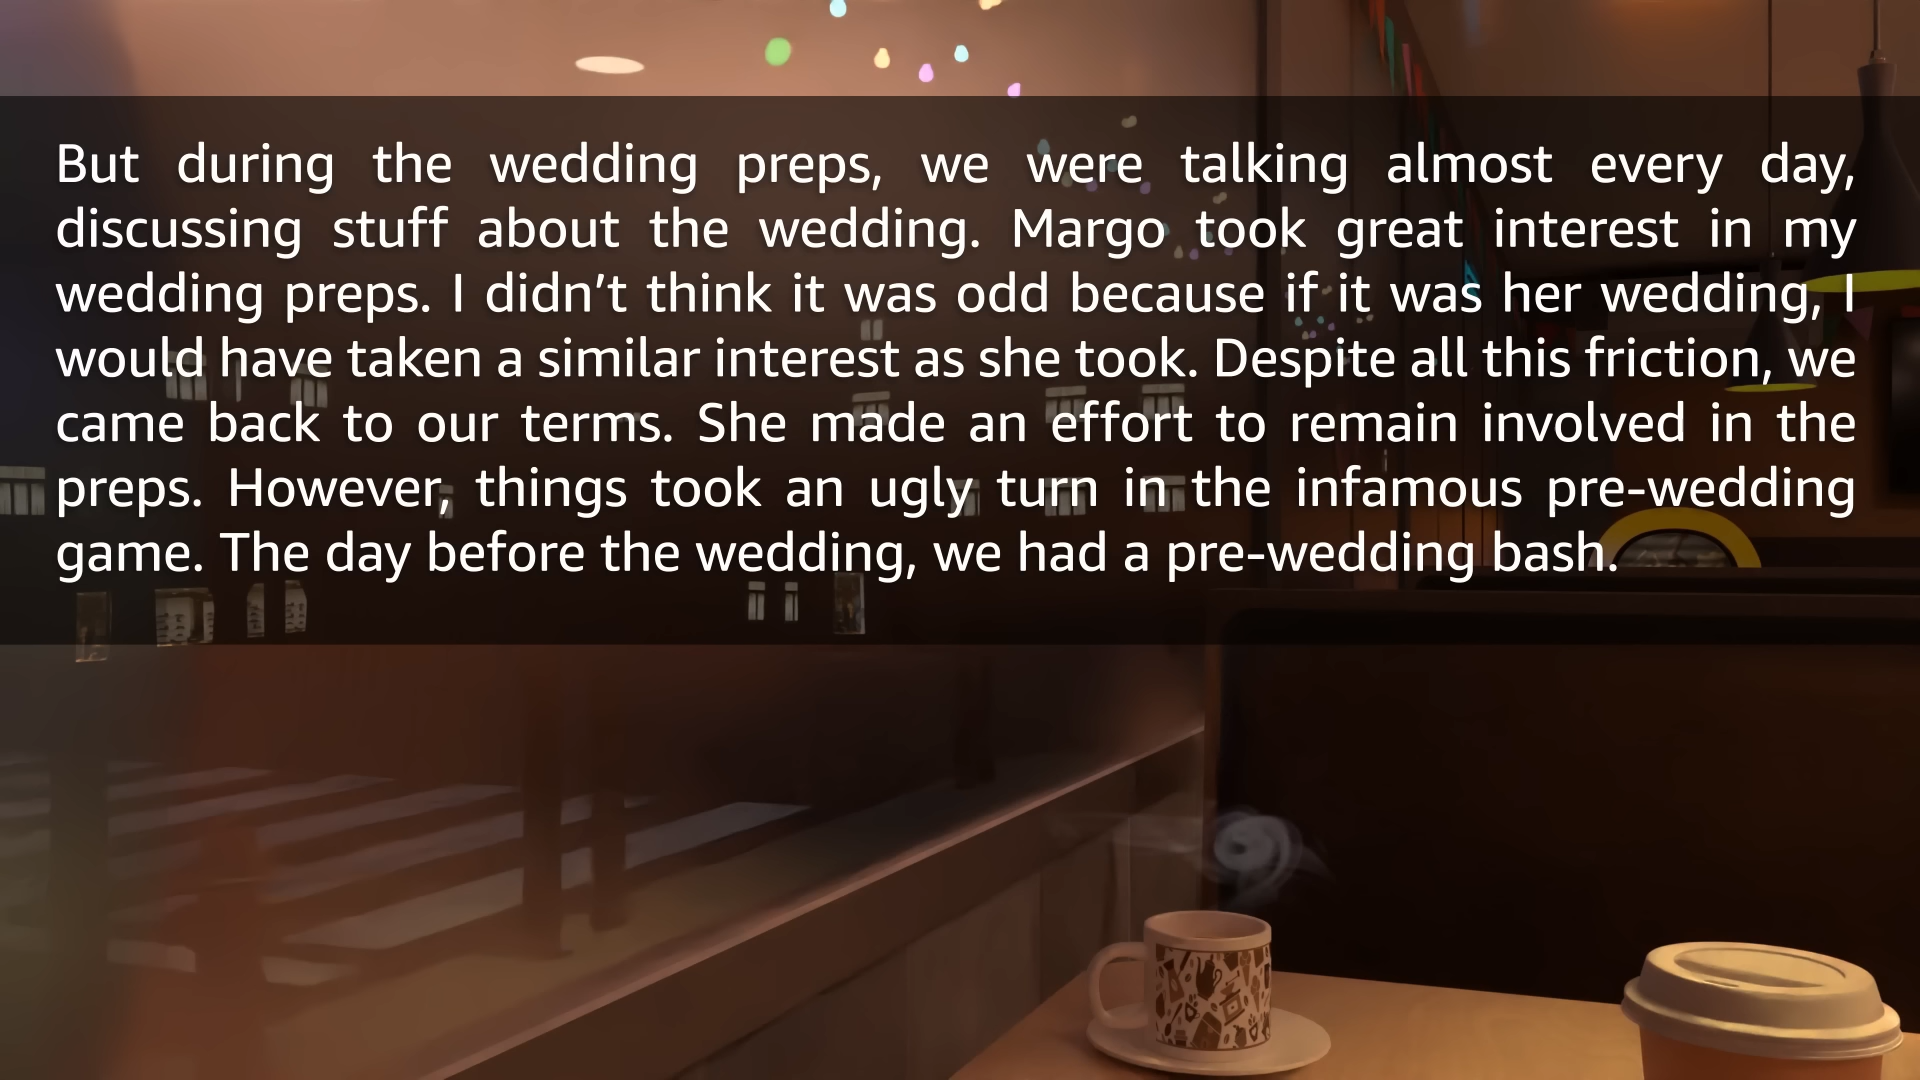 But during the wedding preps, we were talking almost every day,
discussing stuff about the wedding. Margo took great interest in my
wedding preps. I didn’t think it was odd because if it was her wedding, I
would have taken a similar interest as she took. Despite all this friction, we
came back to our terms. She made an effort to remain involved in the
preps. However, things took an ugly turn in the infamous pre-wedding
game. The day before the wedding, we had a pre-wedding bash.